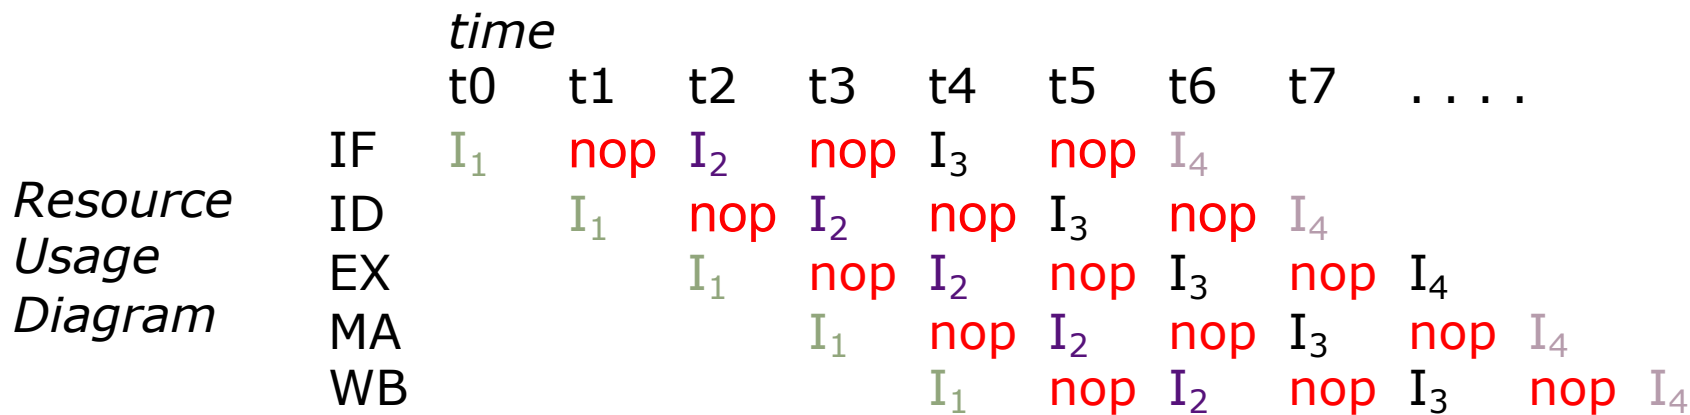 time
t0 t1 t2 t3 t4 t5 t6 t7 . . . .
IF I₁ nop I₂ nop I₃ nop I₄
Resource
ID I₁ nop I₂ nop I₃ nop I₄
Usage
EX I₁ nop I₂ nop I₃ nop I₄
Diagram
MA I₁ nop I₂ nop I₃ nop I₄
WB I₁ nop I₂ nop I₃ nop I₄